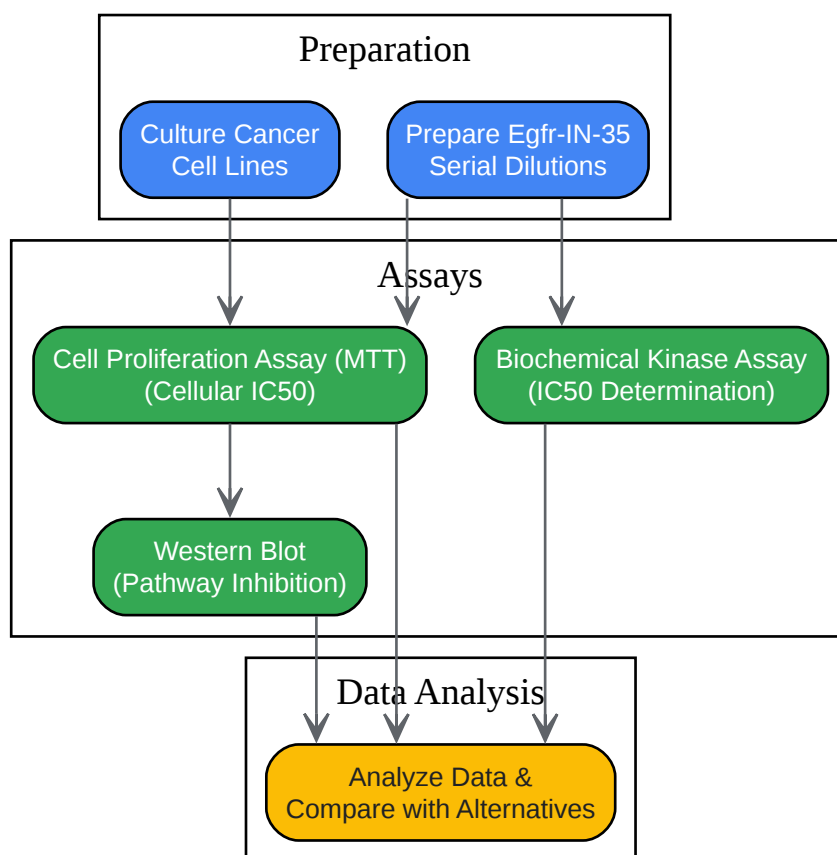 Preparation
Culture Cancer
Cell Lines
Prepare Egfr-IN-35
Serial Dilutions
Assays
Cell Proliferation Assay (MTT)
(Cellular IC50)
Biochemical Kinase Assay
(IC50 Determination)
Western Blot
(Pathway Inhibition)
Data Analysis
Analyze Data &
Compare with Alternatives